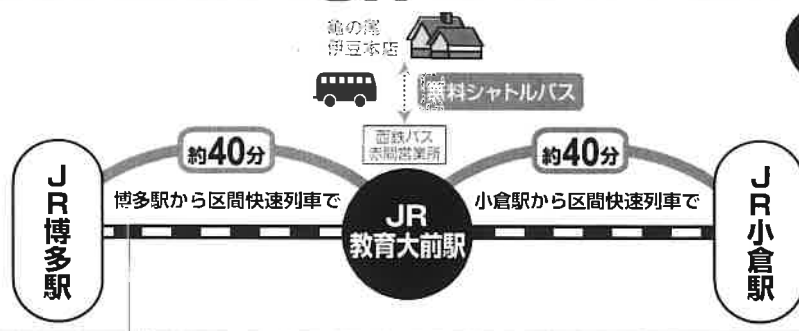 亀の尾
伊豆本店
無料シャトルバス
西鉄バス
赤間営業所
約40分
約40分
博多駅から区間快速列車で
小倉駅から区間快速列車で
JR博多駅
JR
教育大前駅
JR小倉駅